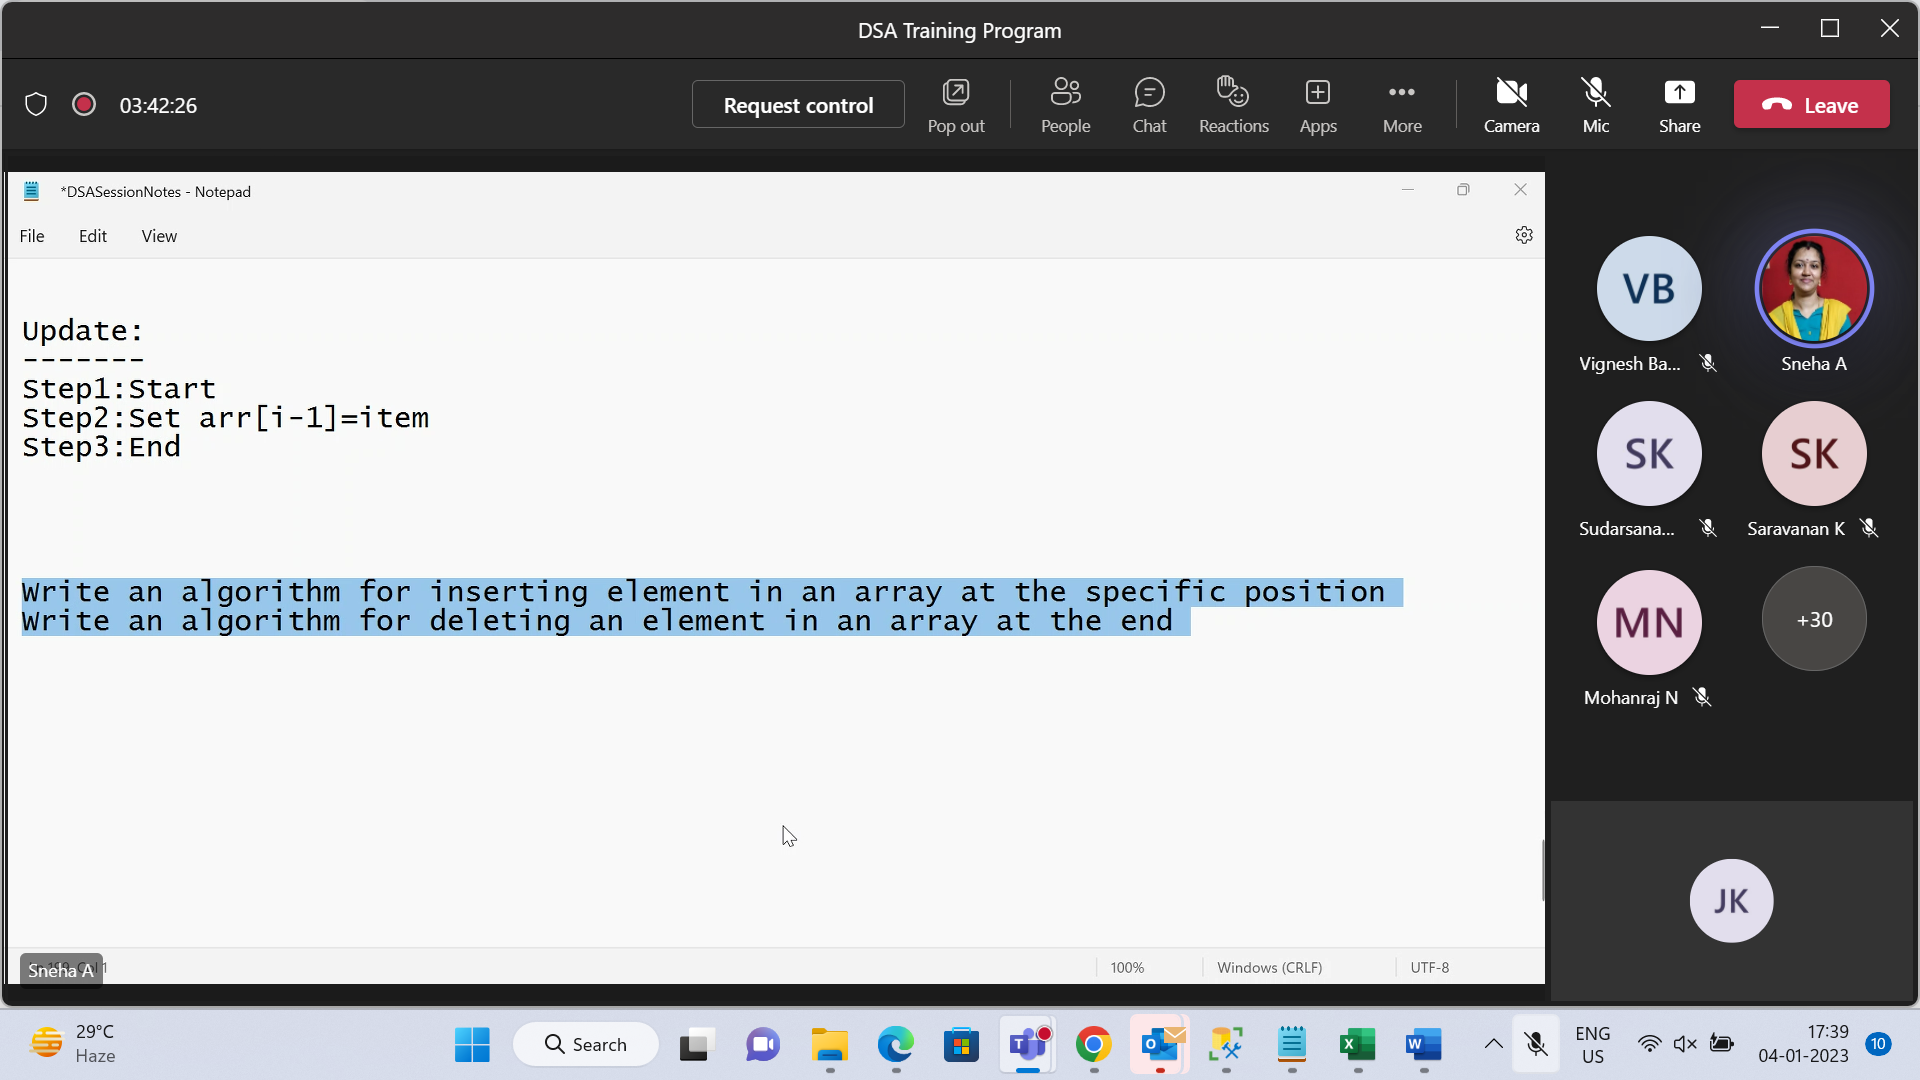 DSA Training Program
03:42:26
Request control
Pop out
People
Chat
Reactions
Apps
More
Camera
Mic
Share
Leave
*DSASessionNotes - Notepad
File Edit View
Update:
-------
Step1:Start
Step2:Set arr[i-1]=item
Step3:End
Write an algorithm for inserting element in an array at the specific position
Write an algorithm for deleting an element in an array at the end
Sneha A
100%
Windows (CRLF)
UTF-8
VB
Vignesh Ba...
Sneha A
SK
Sudarsana...
SK
Saravanan K
MN
Mohanraj N
+30
JK
29°C
Haze
Search
ENG
US
17:39
04-01-2023
10